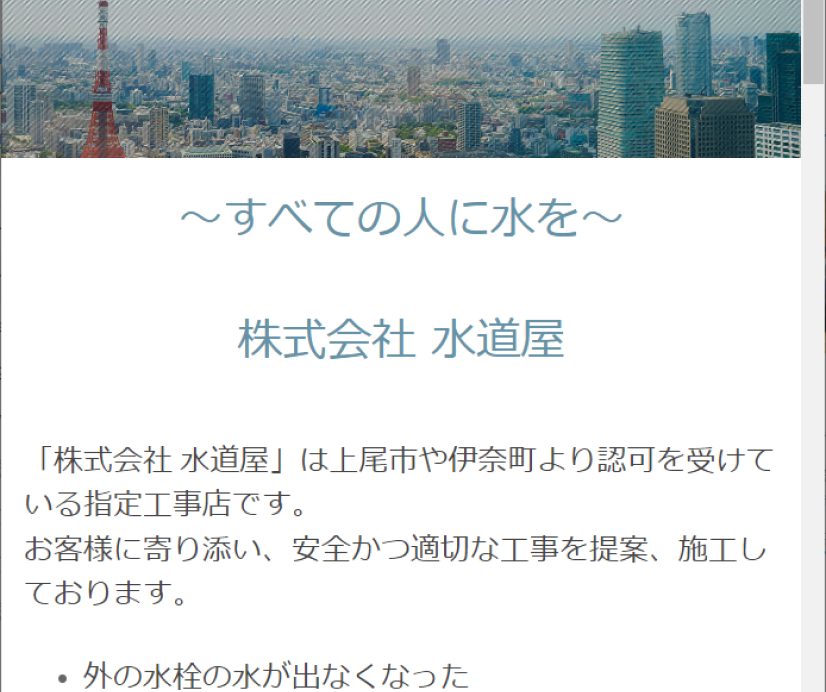 ～すべての人に水を～
株式会社 水道屋
「株式会社 水道屋」は上尾市や伊奈町より認可を受けて
いる指定工事店です。
お客様に寄り添い、安全かつ適切な工事を提案、施工し
ております。
• 外の水栓の水が出なくなった